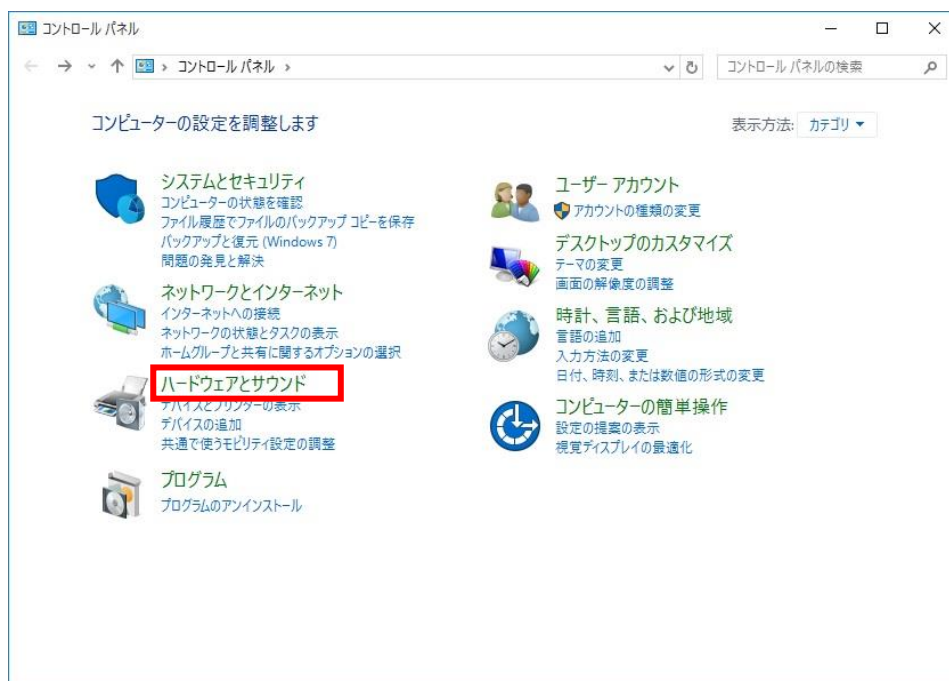 コントロール パネル
コントロール パネル
コントロール パネルの検索
コンピューターの設定を調整します
表示方法: カテゴリ
システムとセキュリティ
コンピューターの状態を確認
ファイル履歴でファイルのバックアップ コピーを保存
バックアップと復元 (Windows 7)
問題の発見と解決
ネットワークとインターネット
インターネットへの接続
ネットワークの状態とタスクの表示
ホームグループと共有に関するオプションの選択
ハードウェアとサウンド
デバイスとプリンターの表示
デバイスの追加
共通で使うモビリティ設定の調整
プログラム
プログラムのアンインストール
ユーザー アカウント
アカウントの種類の変更
デスクトップのカスタマイズ
テーマの変更
画面の解像度の調整
時計、言語、および地域
言語の追加
入力方法の変更
日付、時刻、または数値の形式の変更
コンピューターの簡単操作
設定の提案の表示
視覚ディスプレイの最適化